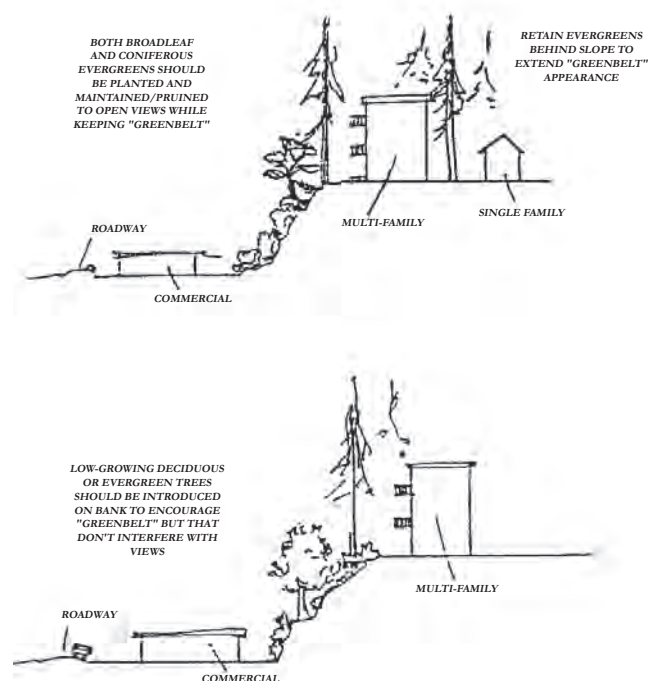 BOTH BROADLEAF
AND CONIFEROUS
EVERGREENS SHOULD
BE PLANTED AND
MAINTAINED/PRUINED
TO OPEN VIEWS WHILE
KEEPING "GREENBELT"
RETAIN EVERGREENS
BEHIND SLOPE TO
EXTEND "GREENBELT"
APPEARANCE
ROADWAY
MULTI-FAMILY
SINGLE FAMILY
COMMERCIAL
LOW-GROWING DECIDUOUS
OR EVERGREEN TREES
SHOULD BE INTRODUCED
ON BANK TO ENCOURAGE
"GREENBELT" BUT THAT
DON'T INTERFERE WITH
VIEWS
MULTI-FAMILY
ROADWAY
COMMERCIAL